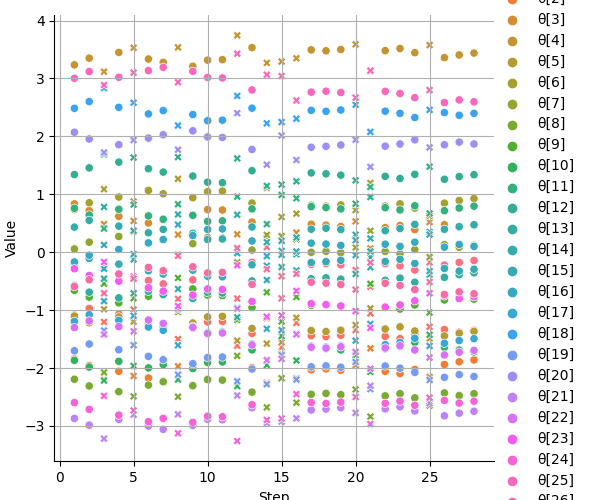 4
3
2
1
0
−1
−2
−3
Value
0
5
10
15
20
25
Step
θ[3]
θ[4]
θ[5]
θ[6]
θ[7]
θ[8]
θ[9]
θ[10]
θ[11]
θ[12]
θ[13]
θ[14]
θ[15]
θ[16]
θ[17]
θ[18]
θ[19]
θ[20]
θ[21]
θ[22]
θ[23]
θ[24]
θ[25]